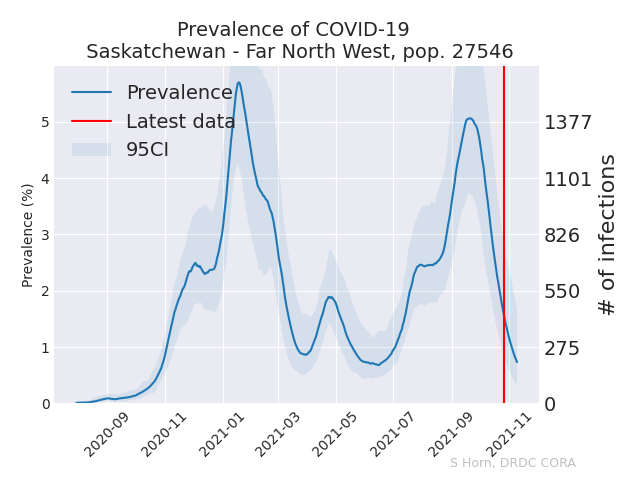 Prevalence of COVID-19
Saskatchewan - Far North West, pop. 27546
Prevalence
Latest data
95CI
Prevalence (%)
5
4
3
2
1
0
1377
1101
826
550
275
0
# of infections
2020-09
2020-11
2021-01
2021-03
2021-05
2021-07
2021-09
2021-11
S Horn, DRDC CORA